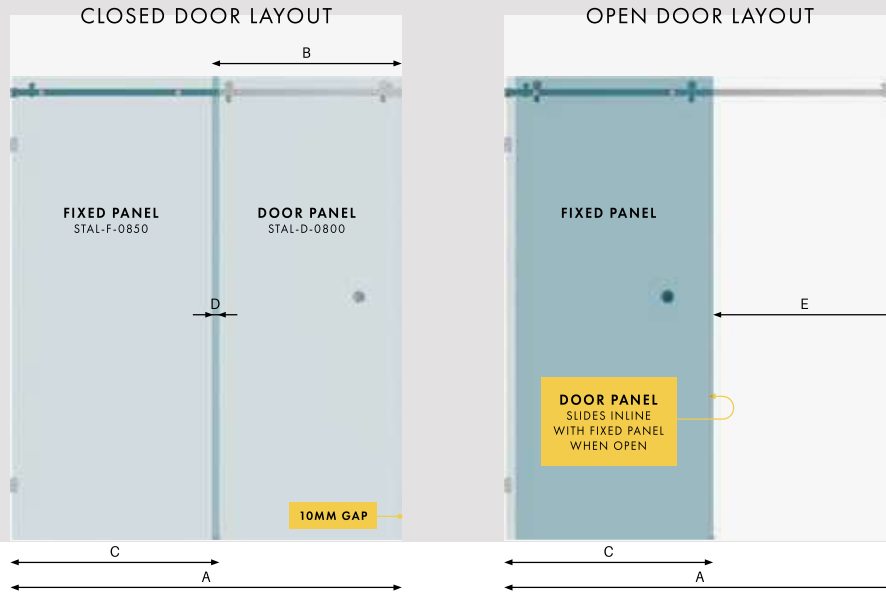 CLOSED DOOR LAYOUT
B
FIXED PANEL
STAL-F-0850
DOOR PANEL
STAL-D-0800
D
10MM GAP
C
A
OPEN DOOR LAYOUT
FIXED PANEL
E
DOOR PANEL
SLIDES INLINE
WITH FIXED PANEL
WHEN OPEN
C
A